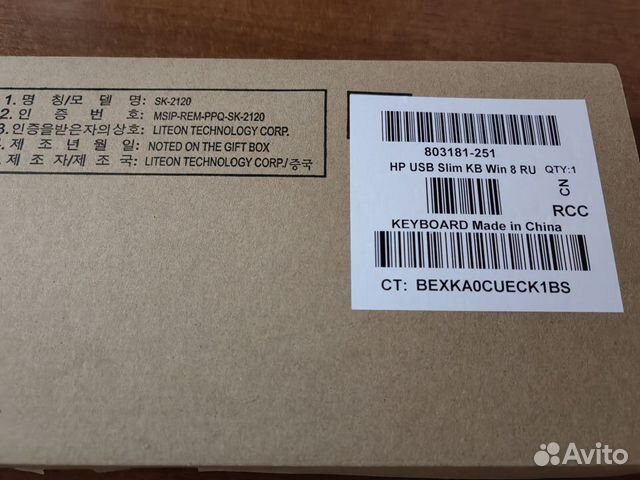 1. 명 칭/모 델 명: SK-2120
2. 인 증 번 호: MSIP-REM-PPQ-SK-2120
3. 인증을받은자의상호: LITEON TECHNOLOGY CORP.
. 제 조 년 월 일: NOTED ON THE GIFT BOX
. 제 조 자/제 조 국: LITEON TECHNOLOGY CORP./중국
803181-251
HP USB Slim KB Win 8 RU QTY:1
CN
RCC
KEYBOARD Made in China
CT: BEXKA0CUECK1BS
Avito